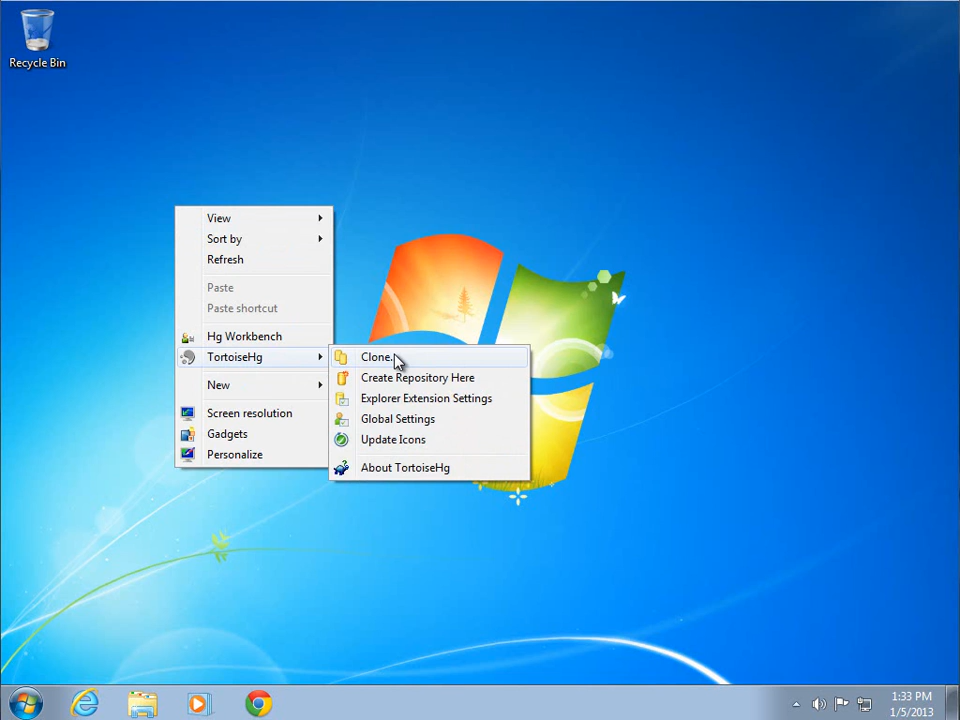 Recycle Bin
View
Sort by
Refresh
Paste
Paste shortcut
Hg Workbench
TortoiseHg
New
Screen resolution
Gadgets
Personalize
Clone..
Create Repository Here
Explorer Extension Settings
Global Settings
Update Icons
About TortoiseHg
1:33 PM
1/5/2013